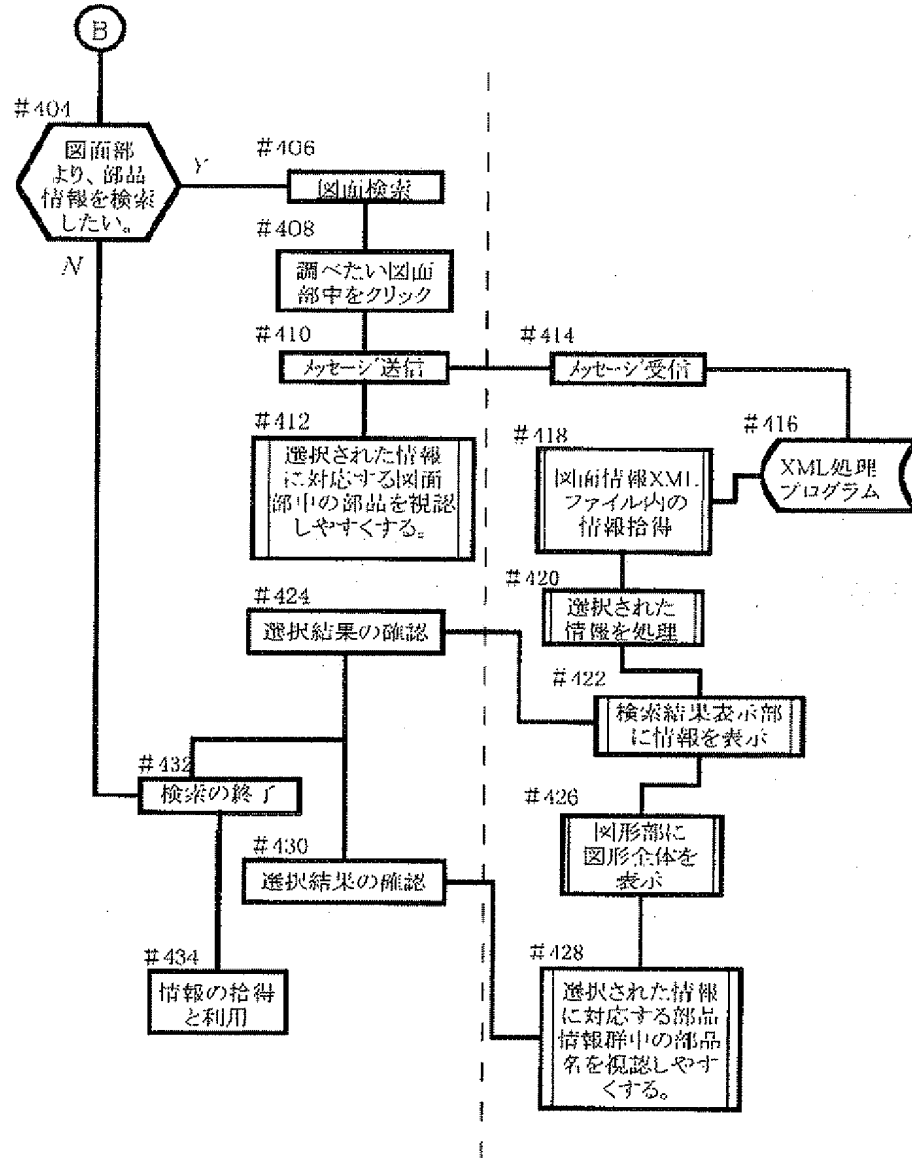 B
#404
図面部
より、部品
情報を検索
したい。
Y
N
#406
図面検索
#408
調べたい図面
部中をクリック
#410
メッセージ送信
#412
選択された情報
に対応する図面
部中の部品を視認
しやすくする。
#414
メッセージ受信
#416
XML処理
プログラム
#418
図面情報XML
ファイル内の
情報拾得
#420
選択された
情報を処理
#422
検索結果表示部
に情報を表示
#424
選択結果の確認
#426
図形部に
図形全体を
表示
#428
選択された情報
に対応する部品
情報群中の部品
名を視認しやす
くする。
#430
選択結果の確認
#432
検索の終了
#434
情報の拾得
と利用